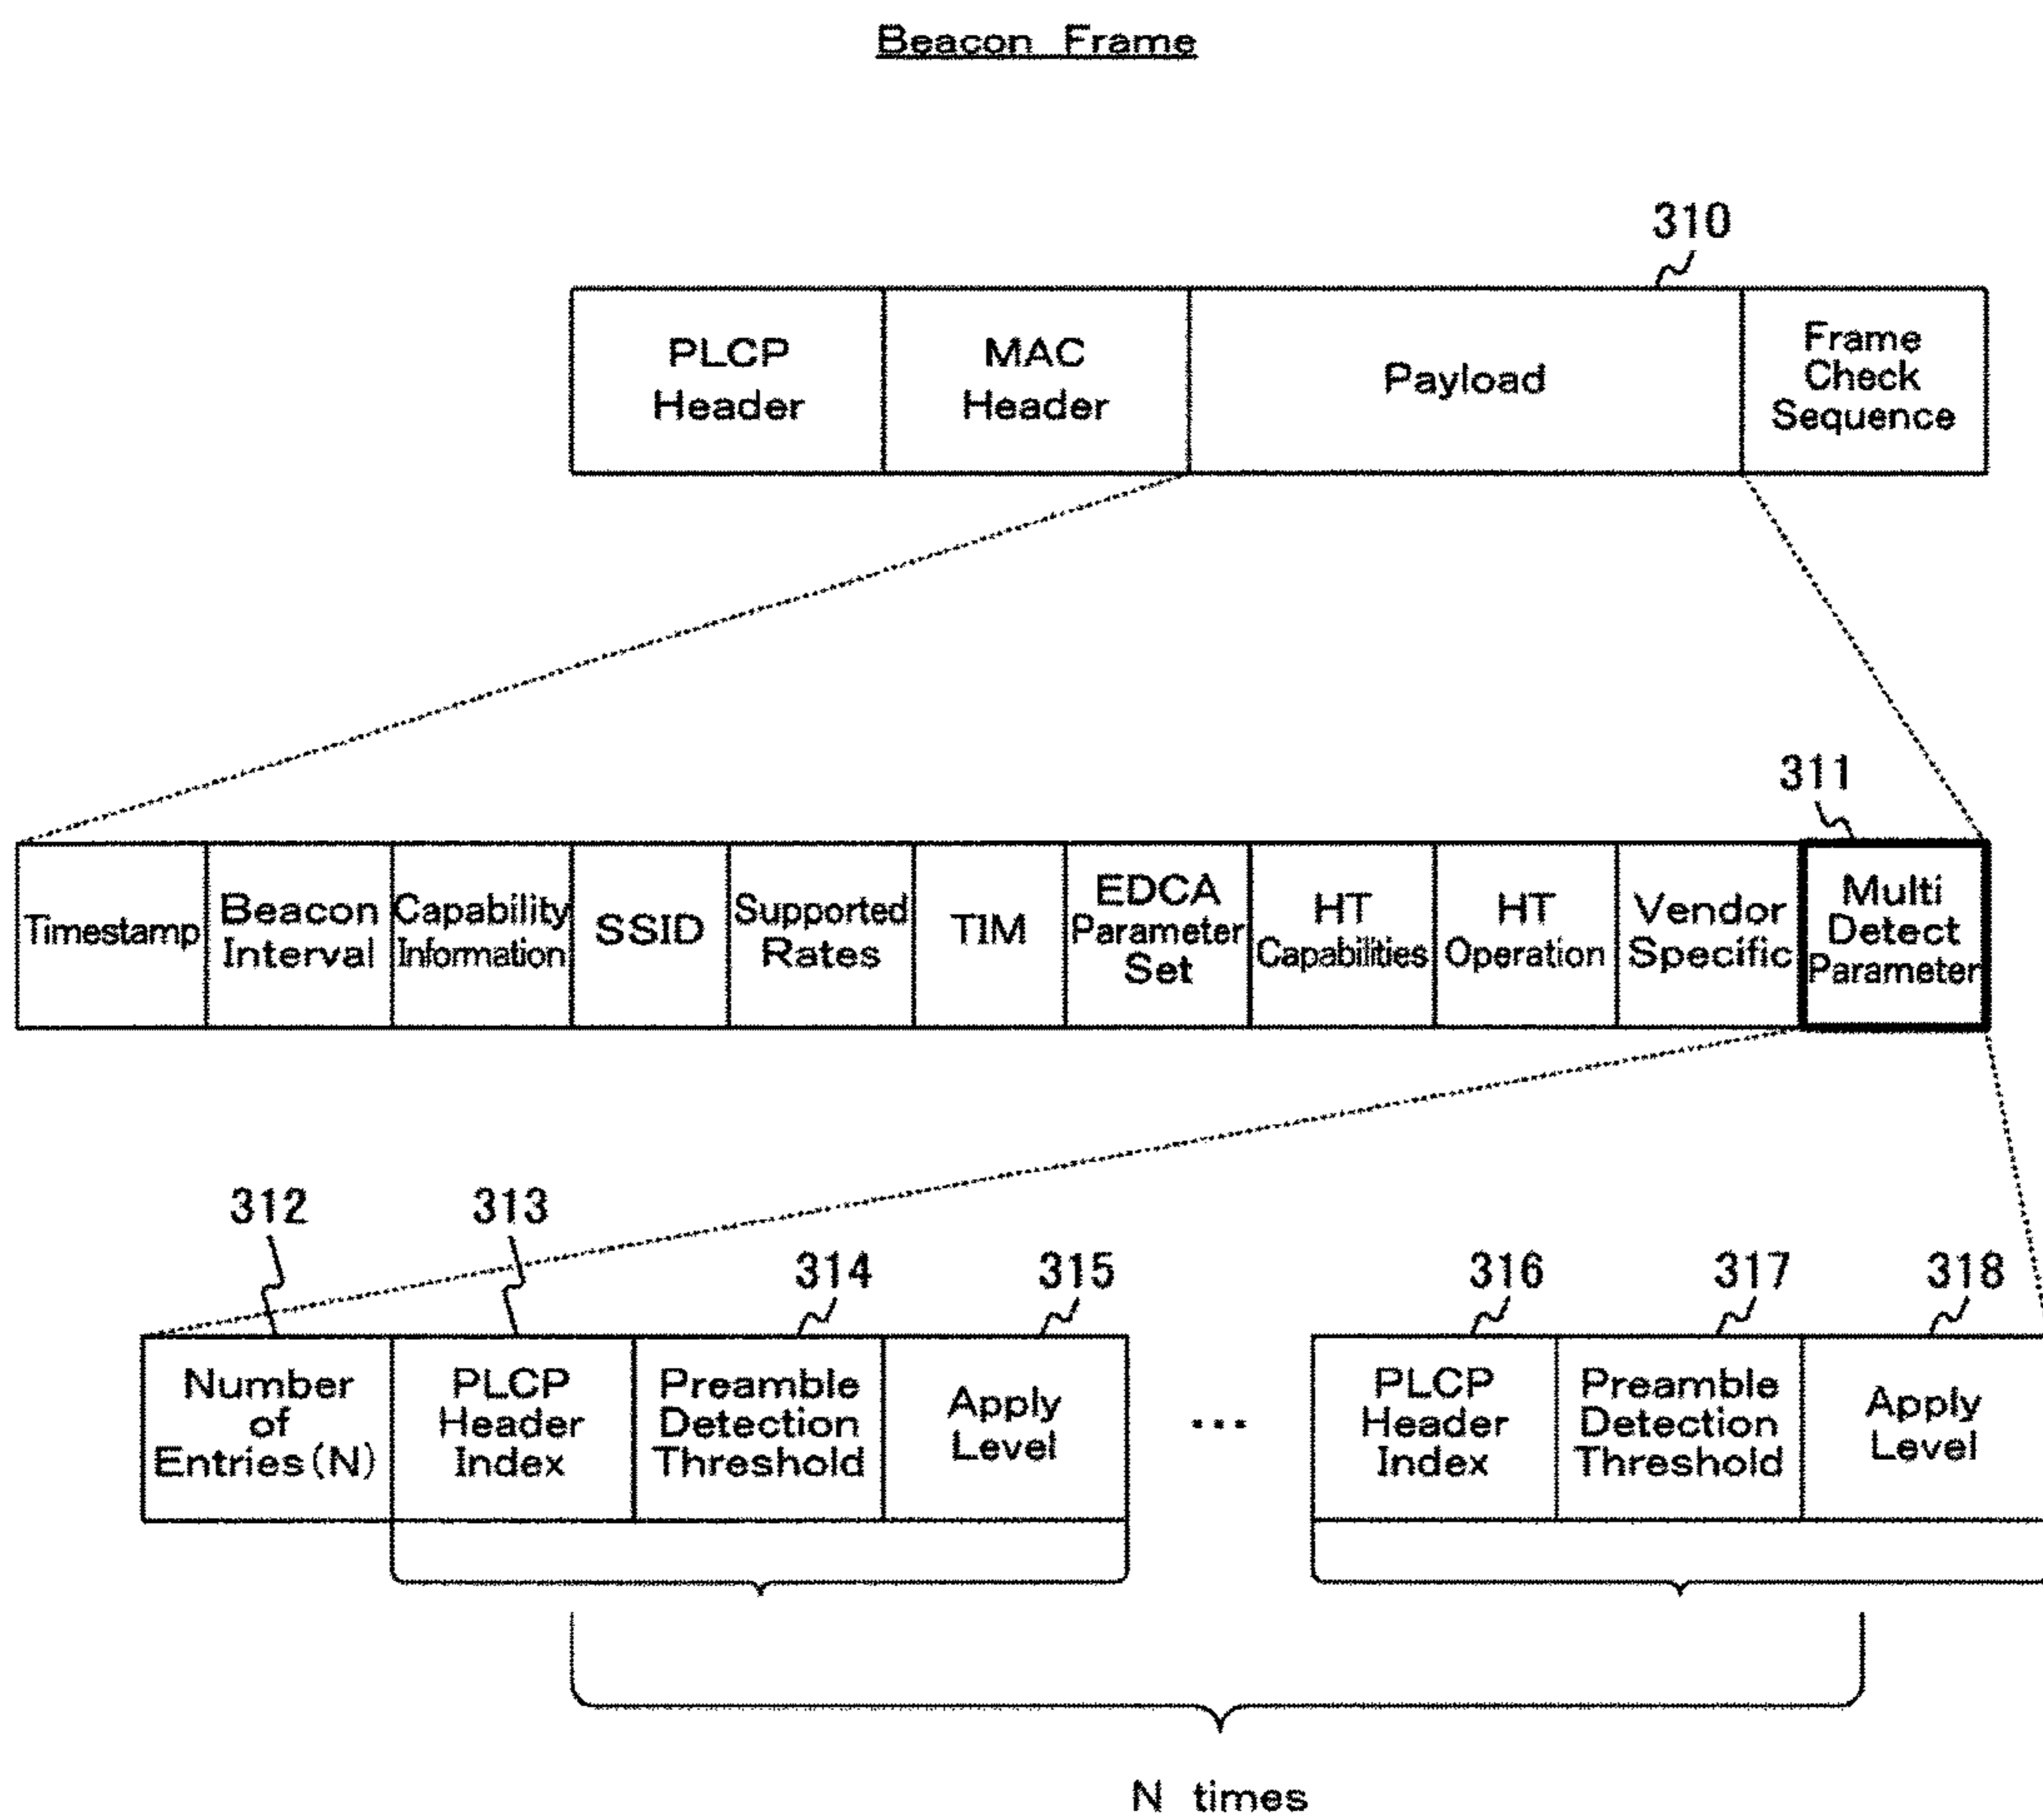 Beacon Frame
310
PLCP
Header
MAC
Header
Payload
Frame
Check
Sequence
311
Timestamp
Beacon
Interval
Capability
Information
SSID
Supported
Rates
TIM
EDCA
Parameter
Set
HT
Capabilities
HT
Operation
Vendor
Specific
Multi
Detect
Parameter
312
313
314
315
316
317
318
Number
of
Entries(N)
PLCP
Header
Index
Preamble
Detection
Threshold
Apply
Level
...
PLCP
Header
Index
Preamble
Detection
Threshold
Apply
Level
N times